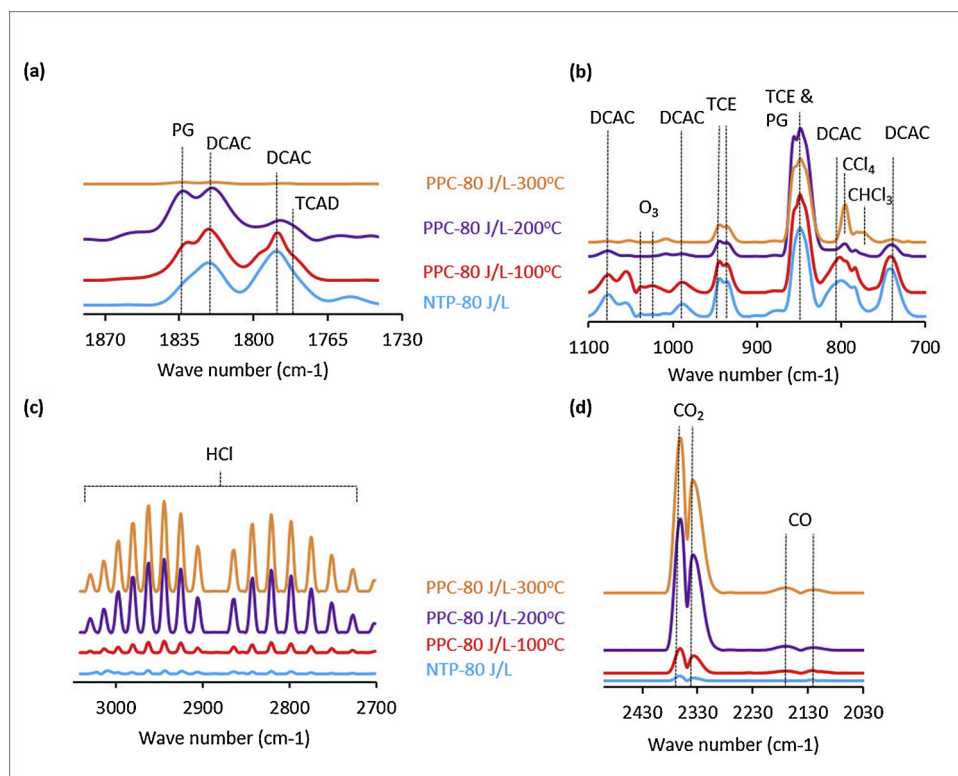 (a)
PG
DCAC
DCAC
TCAD
1870 1835 1800 1765 1730
Wave number (cm-1)
PPC-80 J/L-300ºC
PPC-80 J/L-200ºC
PPC-80 J/L-100ºC
NTP-80 J/L
(b)
DCAC
O3
DCAC
TCE
TCE &
PG
DCAC
CCl4
CHCl3
DCAC
1100 1000 900 800 700
Wave number (cm-1)
(c)
HCl
3000 2900 2800 2700
Wave number (cm-1)
PPC-80 J/L-300ºC
PPC-80 J/L-200ºC
PPC-80 J/L-100ºC
NTP-80 J/L
(d)
CO2
CO
2430 2330 2230 2130 2030
Wave number (cm-1)